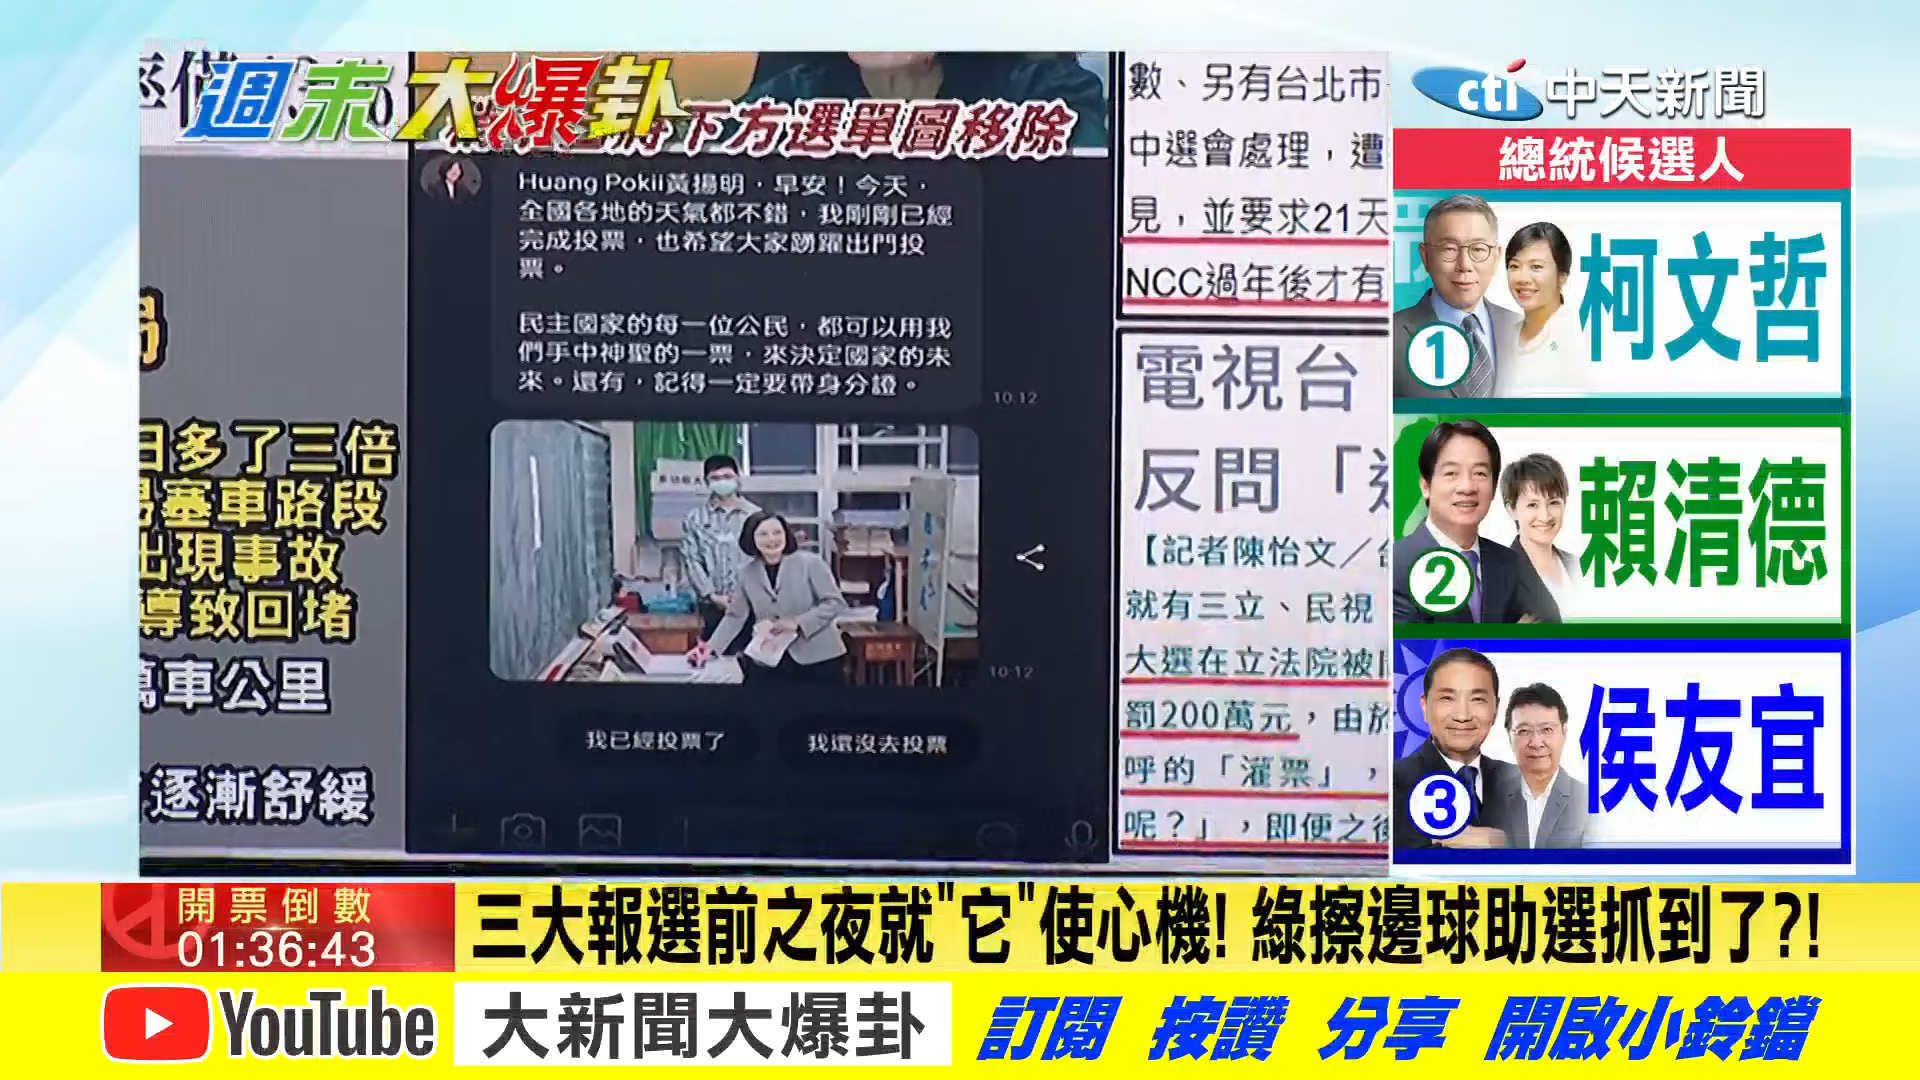 週末大爆卦
下方選單圖移除
Huang Pokii黃揚明，早安！今天，
全國各地的天氣都不錯，我剛剛已經
完成投票，也希望大家踴躍出門投
票。
民主國家的每一位公民，都可以用我
們手中神聖的一票，來決定國家的未
來。還有，記得一定要帶身分證。
10:12
10:12
我已經投票了
我還沒去投票
日多了三倍
塞車路段
出現事故
導致回堵
萬車公里
逐漸舒緩
數、另有台北市
中選會處理，遭
見，並要求21天
NCC過年後才有
電視台
反問「
【記者陳怡文／台
就有三立、民視
大選在立法院被
罰200萬元，由於
呼的「灌票」，
呢？」，即便之後
cti 中天新聞
總統候選人
1
柯文哲
2
賴清德
3
侯友宜
開票倒數
01:36:43
三大報選前之夜就"它"使心機! 綠擦邊球助選抓到了?!
YouTube
大新聞大爆卦
訂閱 按讚 分享 開啟小鈴鐺